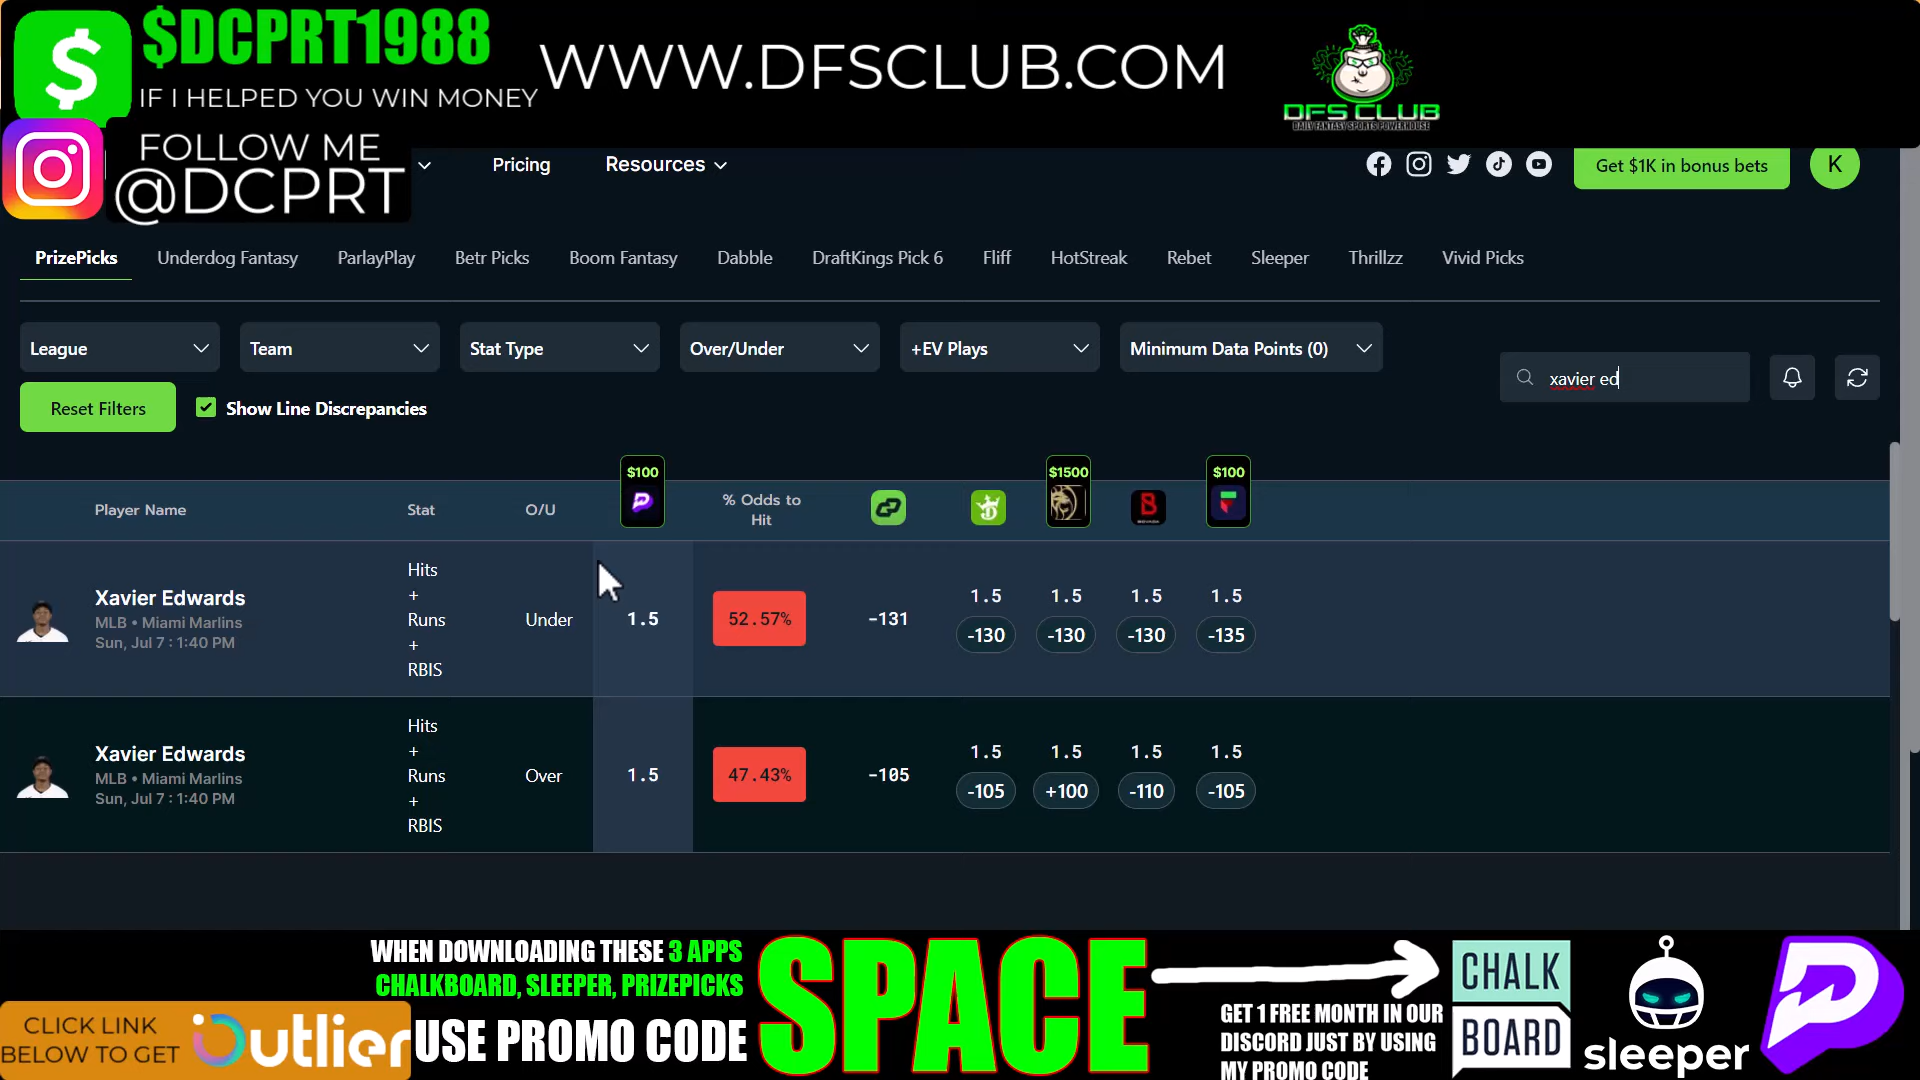 $DCPRT1988
IF I HELPED YOU WIN MONEY
WWW.DFSCLUB.COM
DFS CLUB
DAILY FANTASY SPORTS POWERHOUSE
FOLLOW ME
@DCPRT
Pricing
Resources
Get $1K in bonus bets
K
PrizePicks
Underdog Fantasy
ParlayPlay
Betr Picks
Boom Fantasy
Dabble
DraftKings Pick 6
Fliff
HotStreak
Rebet
Sleeper
Thrillzz
Vivid Picks
League
Team
Stat Type
Over/Under
+EV Plays
Minimum Data Points (0)
xavier ed
Reset Filters
Show Line Discrepancies
$100
$1500
$100
Player Name
Stat
O/U
% Odds to
Hit
BOVADA
Xavier Edwards
MLB • Miami Marlins
Sun, Jul 7 : 1:40 PM
Hits
+
Runs
+
RBIS
Under
1.5
52.57%
-131
1.5
1.5
1.5
1.5
-130
-130
-130
-135
Xavier Edwards
MLB • Miami Marlins
Sun, Jul 7 : 1:40 PM
Hits
+
Runs
+
RBIS
Over
1.5
47.43%
-105
1.5
1.5
1.5
1.5
-105
+100
-110
-105
WHEN DOWNLOADING THESE 3 APPS
CHALKBOARD, SLEEPER, PRIZEPICKS
USE PROMO CODE
SPACE
CLICK LINK
BELOW TO GET
Outlier
GET 1 FREE MONTH IN OUR
DISCORD JUST BY USING
MY PROMO CODE
CHALK
BOARD
sleeper